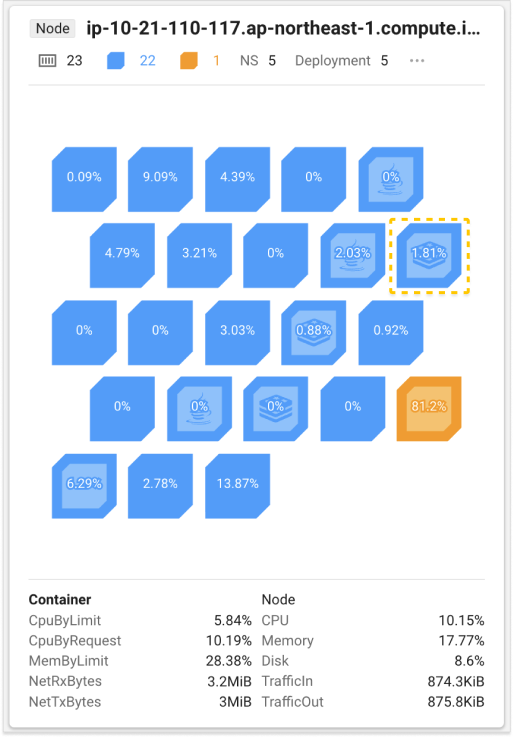 Node ip-10-21-110-117.ap-northeast-1.compute.i...
23 22 1 NS 5 Deployment 5 ...
0.09% 9.09% 4.39% 0% 0%
4.79% 3.21% 0% 2.03% 1.81%
0% 0% 3.03% 0.88% 0.92%
0% 0% 0% 0% 81.2%
6.29% 2.78% 13.87%
Container Node
CpuByLimit 5.84% CPU 10.15%
CpuByRequest 10.19% Memory 17.77%
MemByLimit 28.38% Disk 8.6%
NetRxBytes 3.2MiB TrafficIn 874.3KiB
NetTxBytes 3MiB TrafficOut 875.8KiB